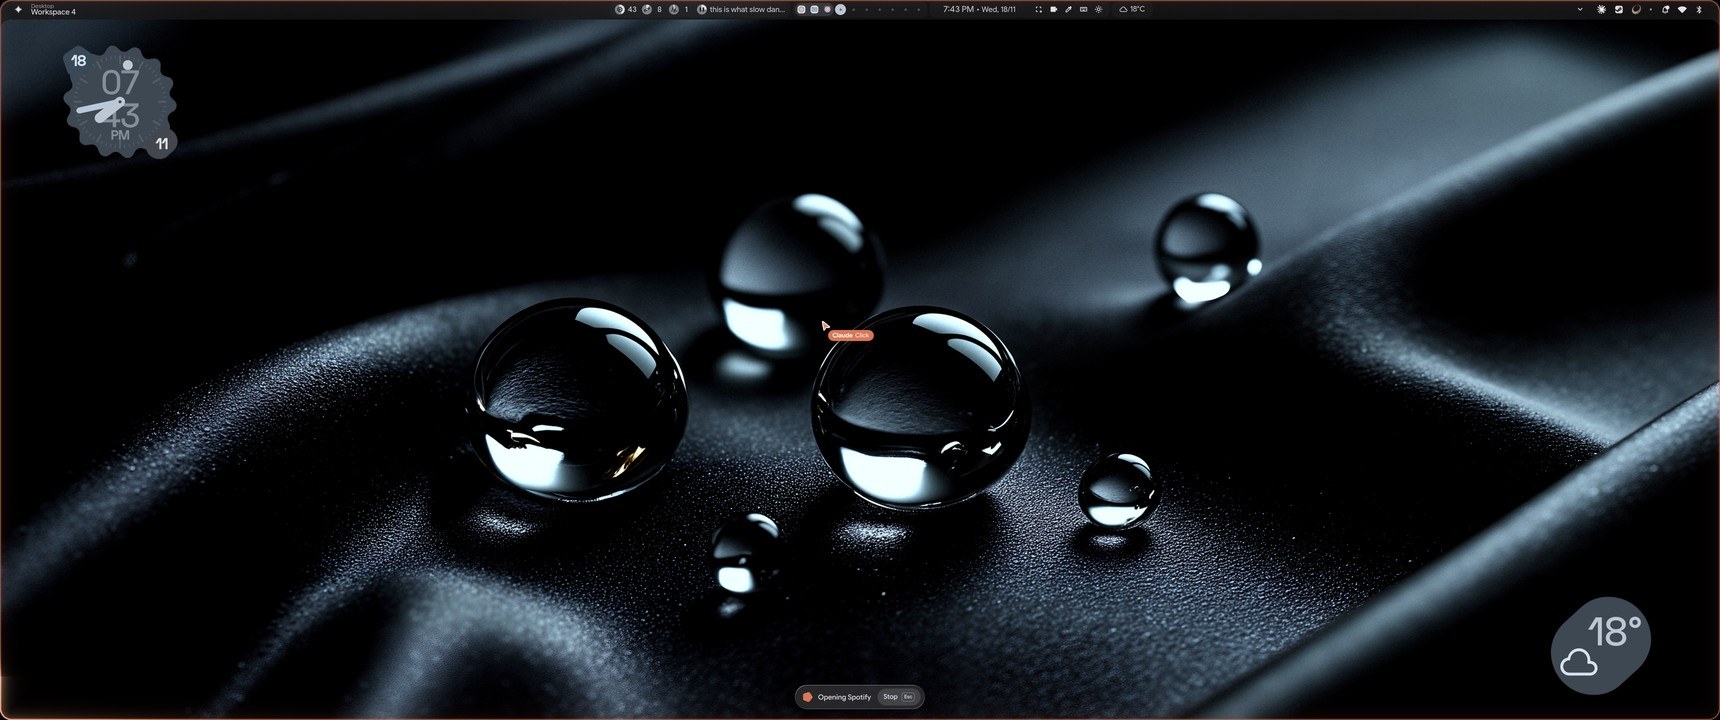 Desktop
Workspace 4
43
8
1
this is what slow dan...
7:43 PM • Wed, 18/11
18°C
18
07
43
PM
11
Claude Click
18°
Opening Spotify
Stop
Esc